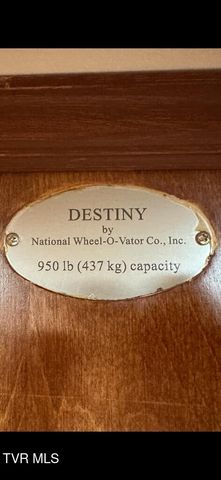 DESTINY
by
National Wheel-O-Vator Co., Inc.
950 lb (437 kg) capacity
TVR MLS